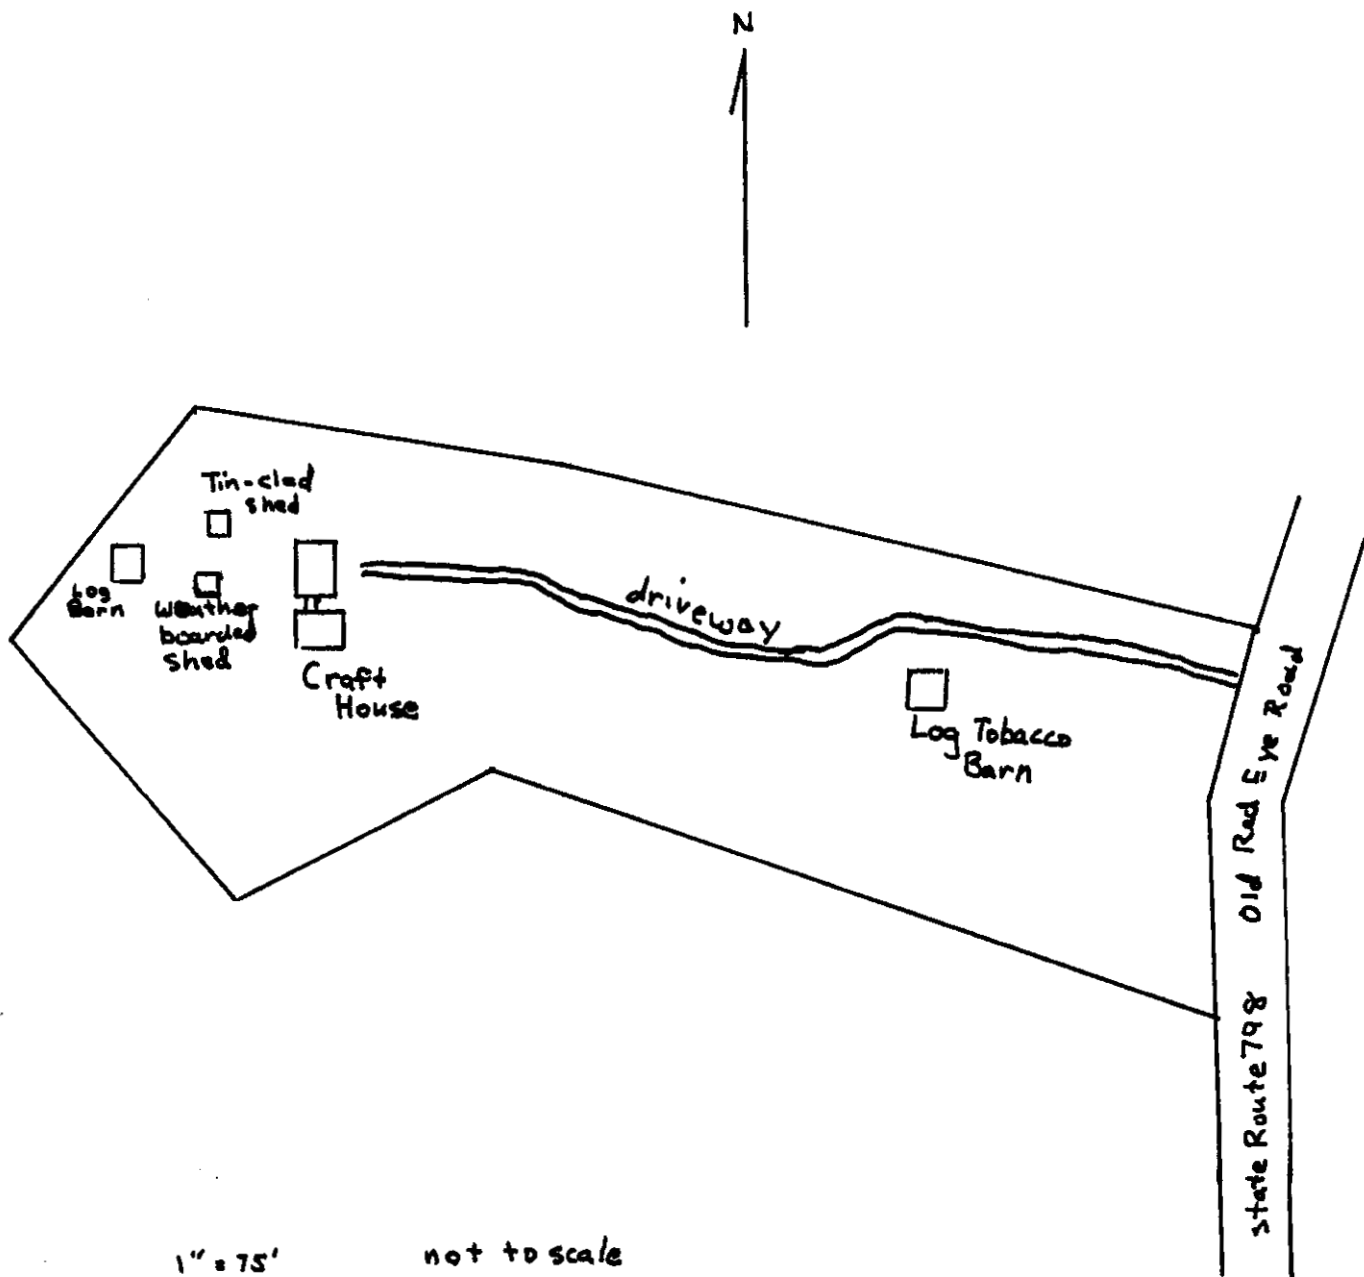 N
Tin-clad
shed
Log
Barn
Weather
boarded
shed
Craft
House
driveway
Log Tobacco
Barn
State Route 798 Old Red Eye Road
1" = 75' not to scale